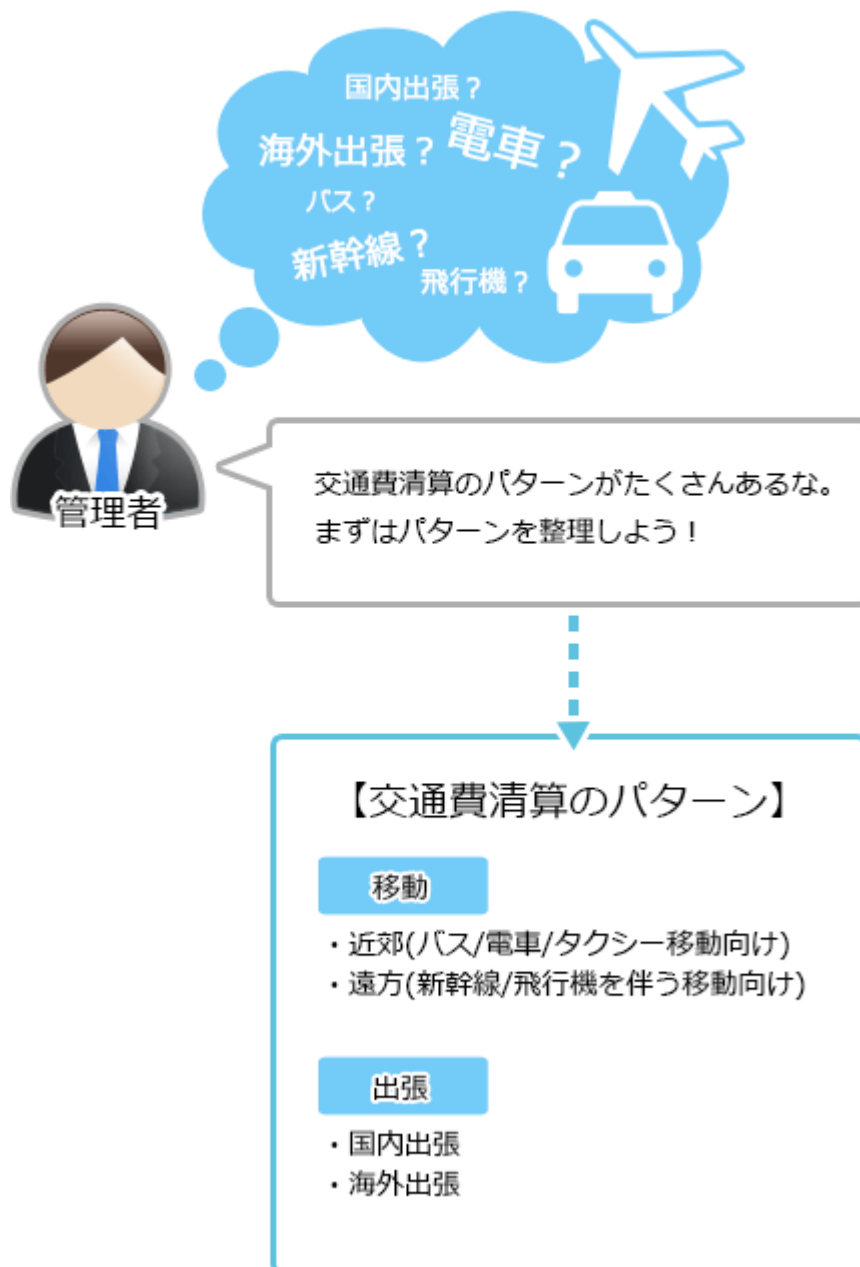 国内出張？
海外出張？
電車？
バス？
新幹線？
飛行機？
管理者
交通費清算のパターンがたくさんあるな。
まずはパターンを整理しよう！
【交通費清算のパターン】
移動
・近郊(バス/電車/タクシー移動向け)
・遠方(新幹線/飛行機を伴う移動向け)
出張
・国内出張
・海外出張